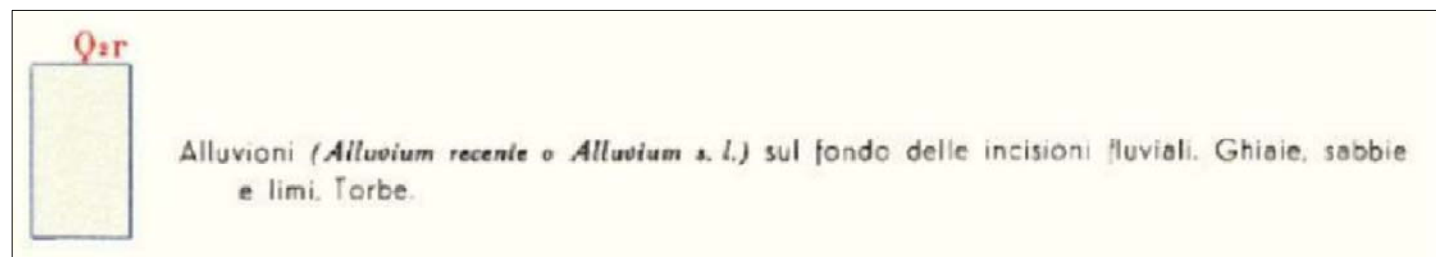 Q2r
Alluvioni (Alluvium recente o Alluvium s. l.) sul fondo delle incisioni fluviali. Ghiaie, sabbie
e limi. Torbe.